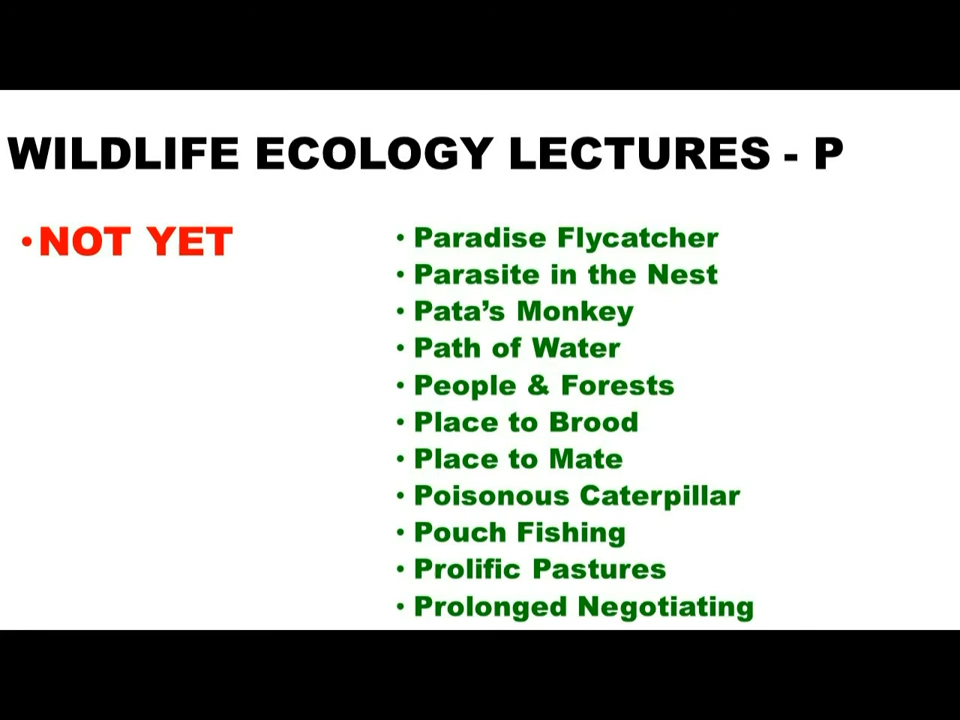 WILDLIFE ECOLOGY LECTURES - P
•NOT YET
• Paradise Flycatcher
• Parasite in the Nest
• Pata’s Monkey
• Path of Water
• People & Forests
• Place to Brood
• Place to Mate
• Poisonous Caterpillar
• Pouch Fishing
• Prolific Pastures
• Prolonged Negotiating